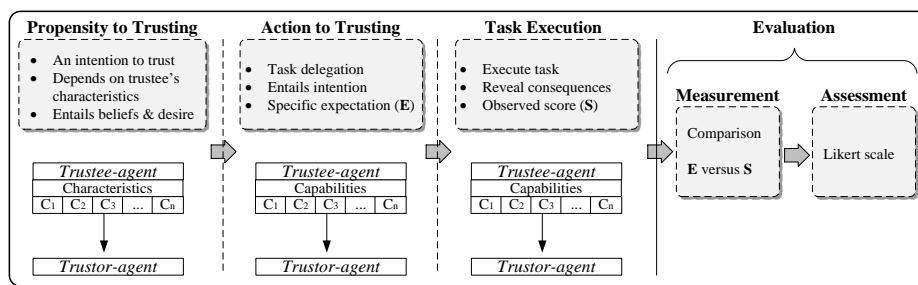 Propensity to Trusting
• An intention to trust
• Depends on trustee's
characteristics
• Entails beliefs & desire
Trustee-agent
Characteristics
C1 C2 C3 ... Cn
Trustor-agent
Action to Trusting
• Task delegation
• Entails intention
• Specific expectation (E)
Trustee-agent
Capabilities
C1 C2 C3 ... Cn
Trustor-agent
Task Execution
• Execute task
• Reveal consequences
• Observed score (S)
Trustee-agent
Capabilities
C1 C2 C3 ... Cn
Trustor-agent
Evaluation
Measurement
Comparison
E versus S
Assessment
Likert scale